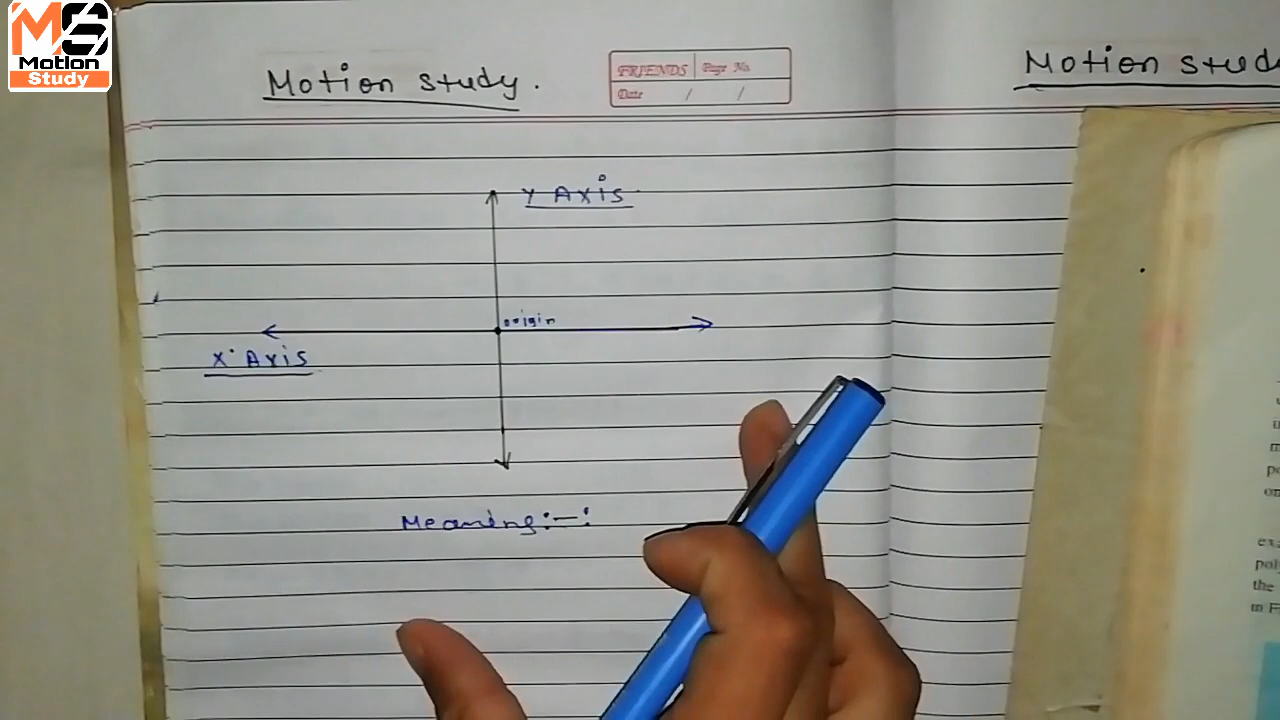 MS
Motion
Study
Motion study.
FRIENDS Page No.
Date / /
Motion stud
Y AXis
origin
X Axis
Meaning:-: